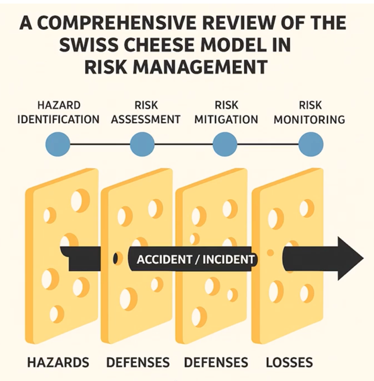 A COMPREHENSIVE REVIEW OF THE
SWISS CHEESE MODEL IN
RISK MANAGEMENT
HAZARD
IDENTIFICATION
RISK
ASSESSMENT
RISK
MITIGATION
RISK
MONITORING
ACCIDENT / INCIDENT
HAZARDS
DEFENSES
DEFENSES
LOSSES